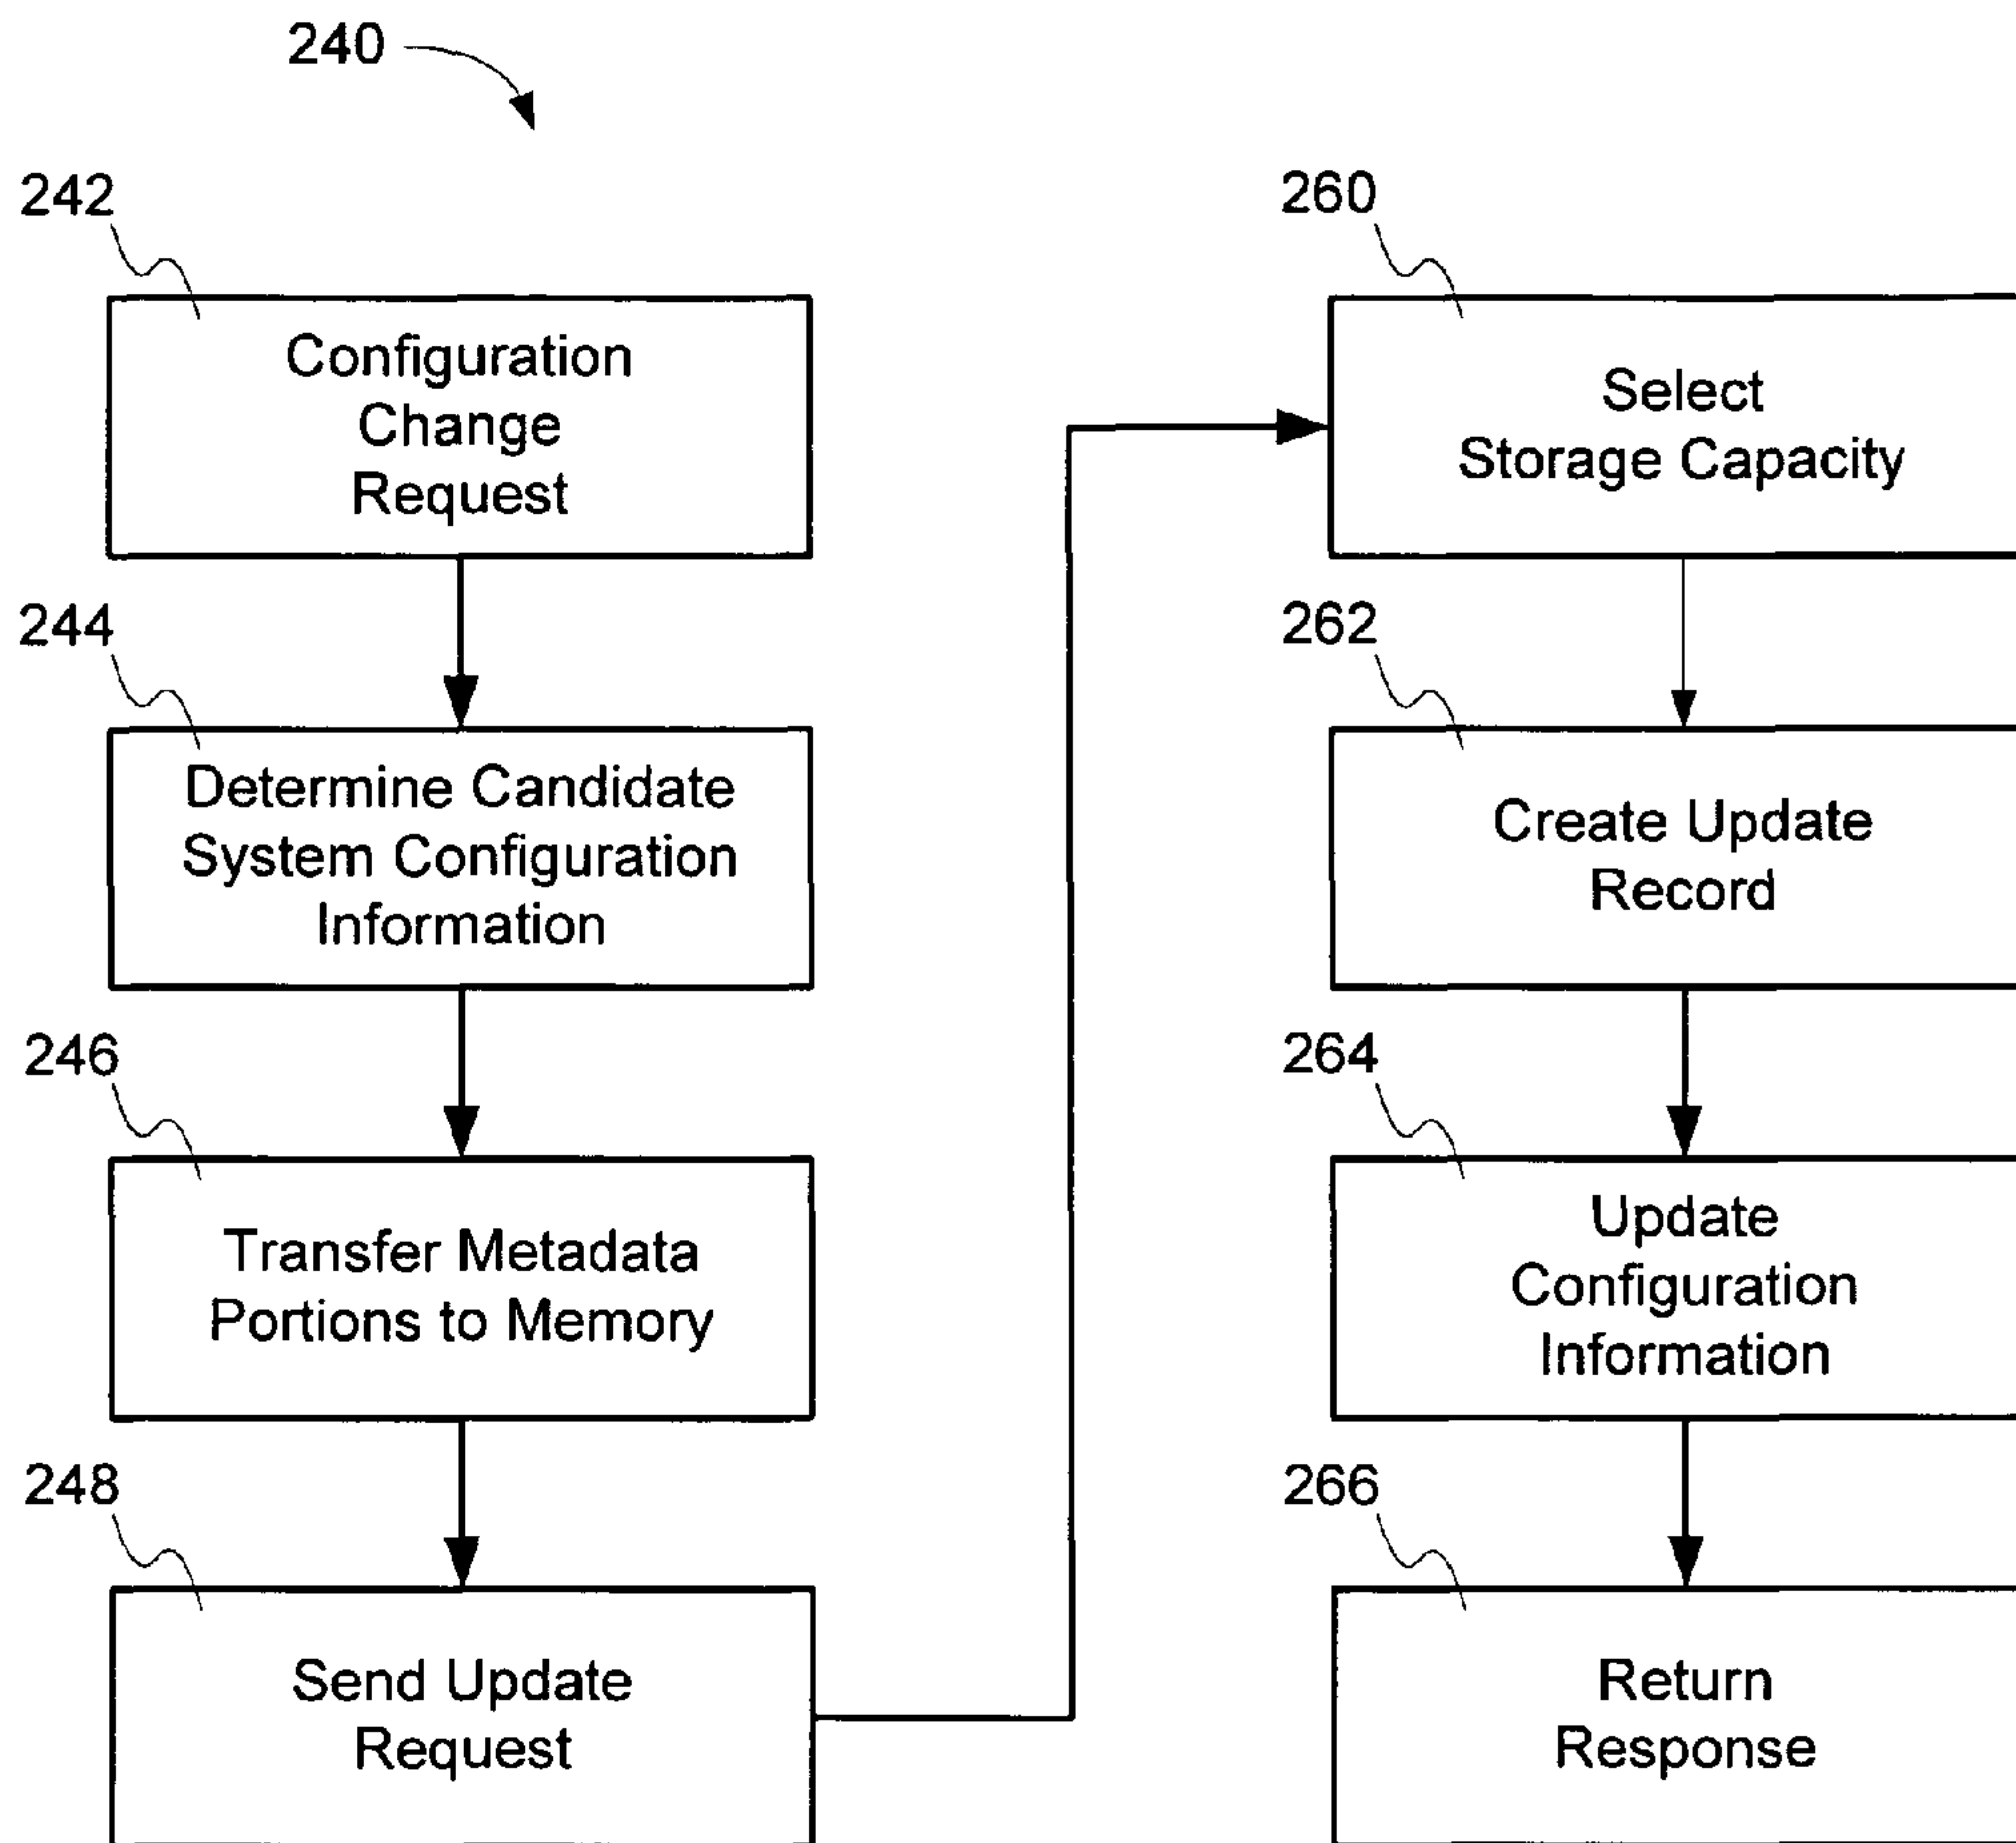 240
242
Configuration
Change
Request
244
Determine Candidate
System Configuration
Information
246
Transfer Metadata
Portions to Memory
248
Send Update
Request
260
Select
Storage Capacity
262
Create Update
Record
264
Update
Configuration
Information
266
Return
Response